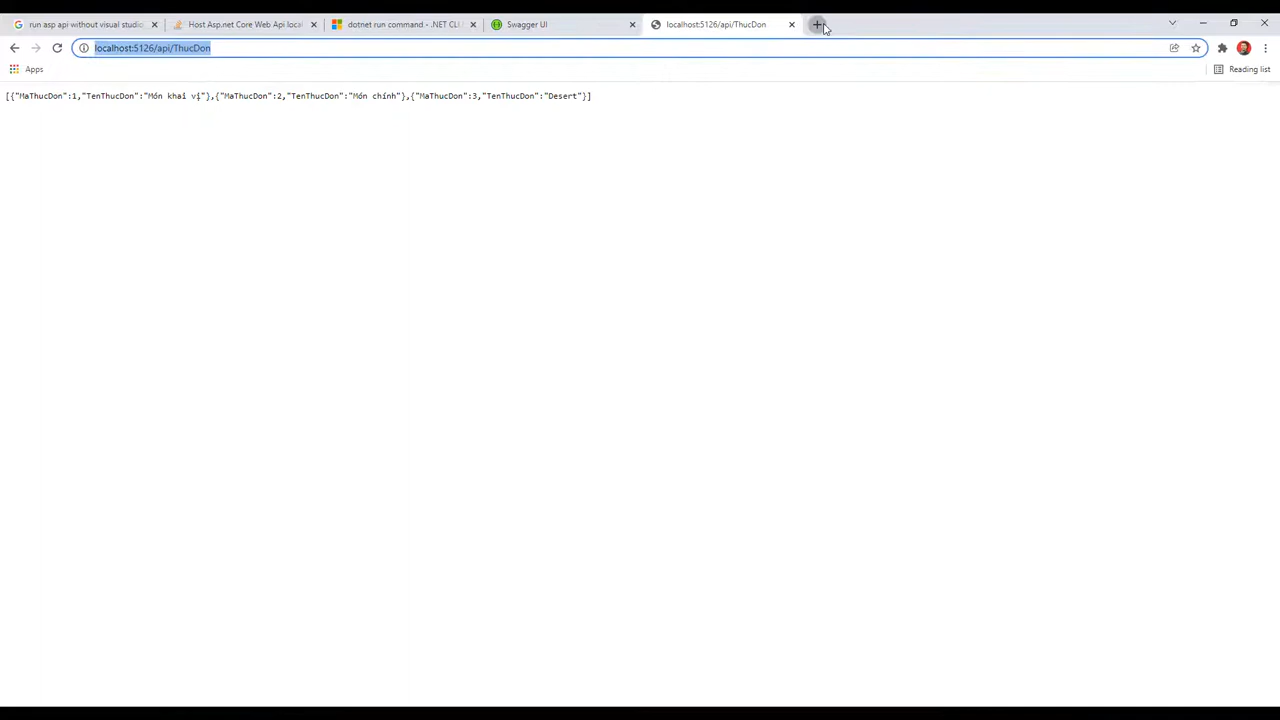 run asp api without visual studio
Host Asp.net Core Web Api local
dotnet run command - .NET CLI
Swagger UI
localhost:5126/api/ThucDon
localhost:5126/api/ThucDon
Apps
Reading list
[{"MaThucDon":1,"TenThucDon":"Món khai vị"},{"MaThucDon":2,"TenThucDon":"Món chính"},{"MaThucDon":3,"TenThucDon":"Desert"}]